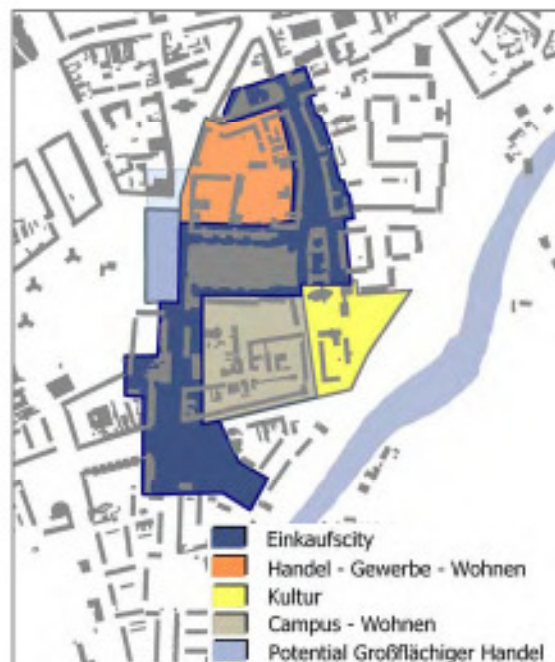 Einkaufscity
Handel - Gewerbe - Wohnen
Kultur
Campus - Wohnen
Potential Großflächiger Handel